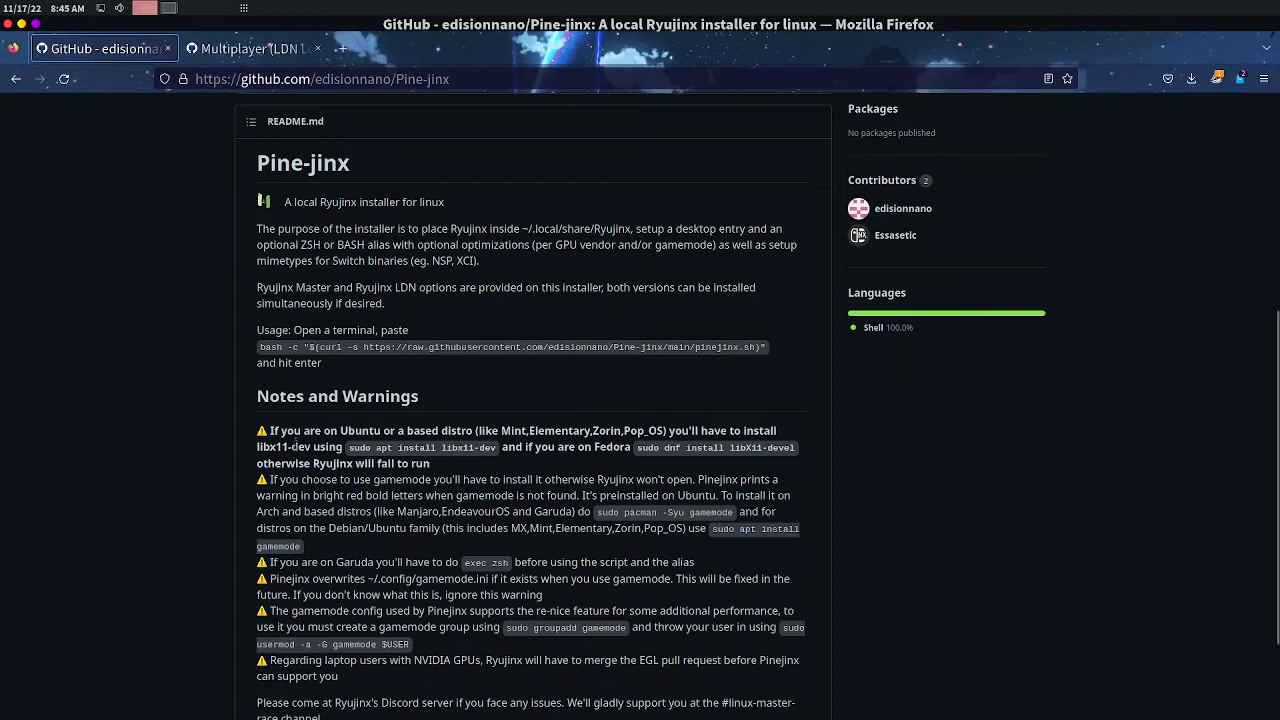 11/17/22 8:45 AM
GitHub - edisionnano/Pine-jinx: A local Ryujinx installer for linux — Mozilla Firefox
GitHub - edisionnano
Multiplayer (LDN Lo
https://github.com/edisionnano/Pine-jinx
2
README.md
Pine-jinx
A local Ryujinx installer for linux
The purpose of the installer is to place Ryujinx inside ~/.local/share/Ryujinx, setup a desktop entry and an
optional ZSH or BASH alias with optional optimizations (per GPU vendor and/or gamemode) as well as setup
mimetypes for Switch binaries (eg. NSP, XCI).
Ryujinx Master and Ryujinx LDN options are provided on this installer, both versions can be installed
simultaneously if desired.
Usage: Open a terminal, paste
bash -c "$(curl -s https://raw.githubusercontent.com/edisionnano/Pine-jinx/main/pinejinx.sh)"
and hit enter
Notes and Warnings
⚠️ If you are on Ubuntu or a based distro (like Mint,Elementary,Zorin,Pop_OS) you'll have to install
libx11-dev using sudo apt install libx11-dev and if you are on Fedora sudo dnf install libX11-devel
otherwise Ryujinx will fail to run
⚠️ If you choose to use gamemode you'll have to install it otherwise Ryujinx won't open. Pinejinx prints a
warning in bright red bold letters when gamemode is not found. It's preinstalled on Ubuntu. To install it on
Arch and based distros (like Manjaro,EndeavourOS and Garuda) do sudo pacman -Syu gamemode and for
distros on the Debian/Ubuntu family (this includes MX,Mint,Elementary,Zorin,Pop_OS) use sudo apt install
gamemode
⚠️ If you are on Garuda you'll have to do exec zsh before using the script and the alias
⚠️ Pinejinx overwrites ~/.config/gamemode.ini if it exists when you use gamemode. This will be fixed in the
future. If you don't know what this is, ignore this warning
⚠️ The gamemode config used by Pinejinx supports the re-nice feature for some additional performance, to
use it you must create a gamemode group using sudo groupadd gamemode and throw your user in using sudo
usermod -a -G gamemode $USER
⚠️ Regarding laptop users with NVIDIA GPUs, Ryujinx will have to merge the EGL pull request before Pinejinx
can support you
Please come at Ryujinx's Discord server if you face any issues. We'll gladly support you at the #linux-master-
race channel
Packages
No packages published
Contributors 2
edisionnano
Essasetic
Languages
Shell 100.0%